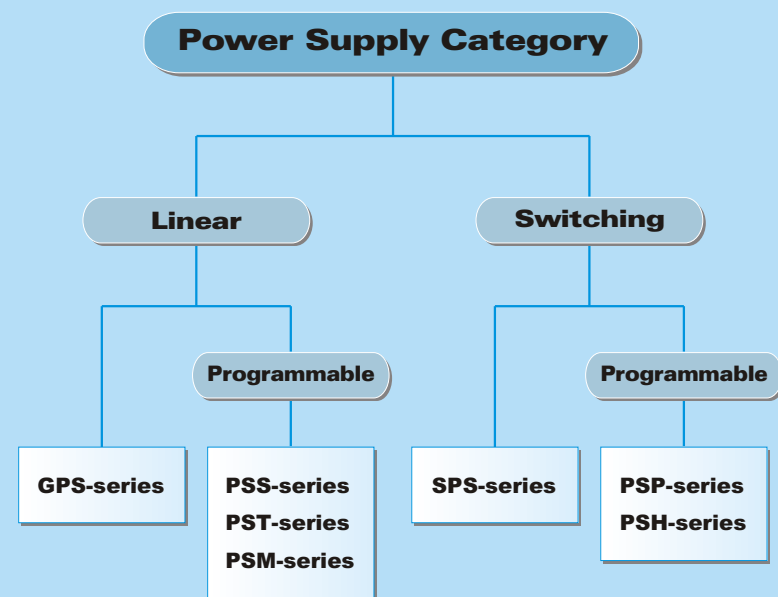 Power Supply Category
Linear
Switching
Programmable
Programmable
GPS-series
PSS-series
PST-series
PSM-series
SPS-series
PSP-series
PSH-series